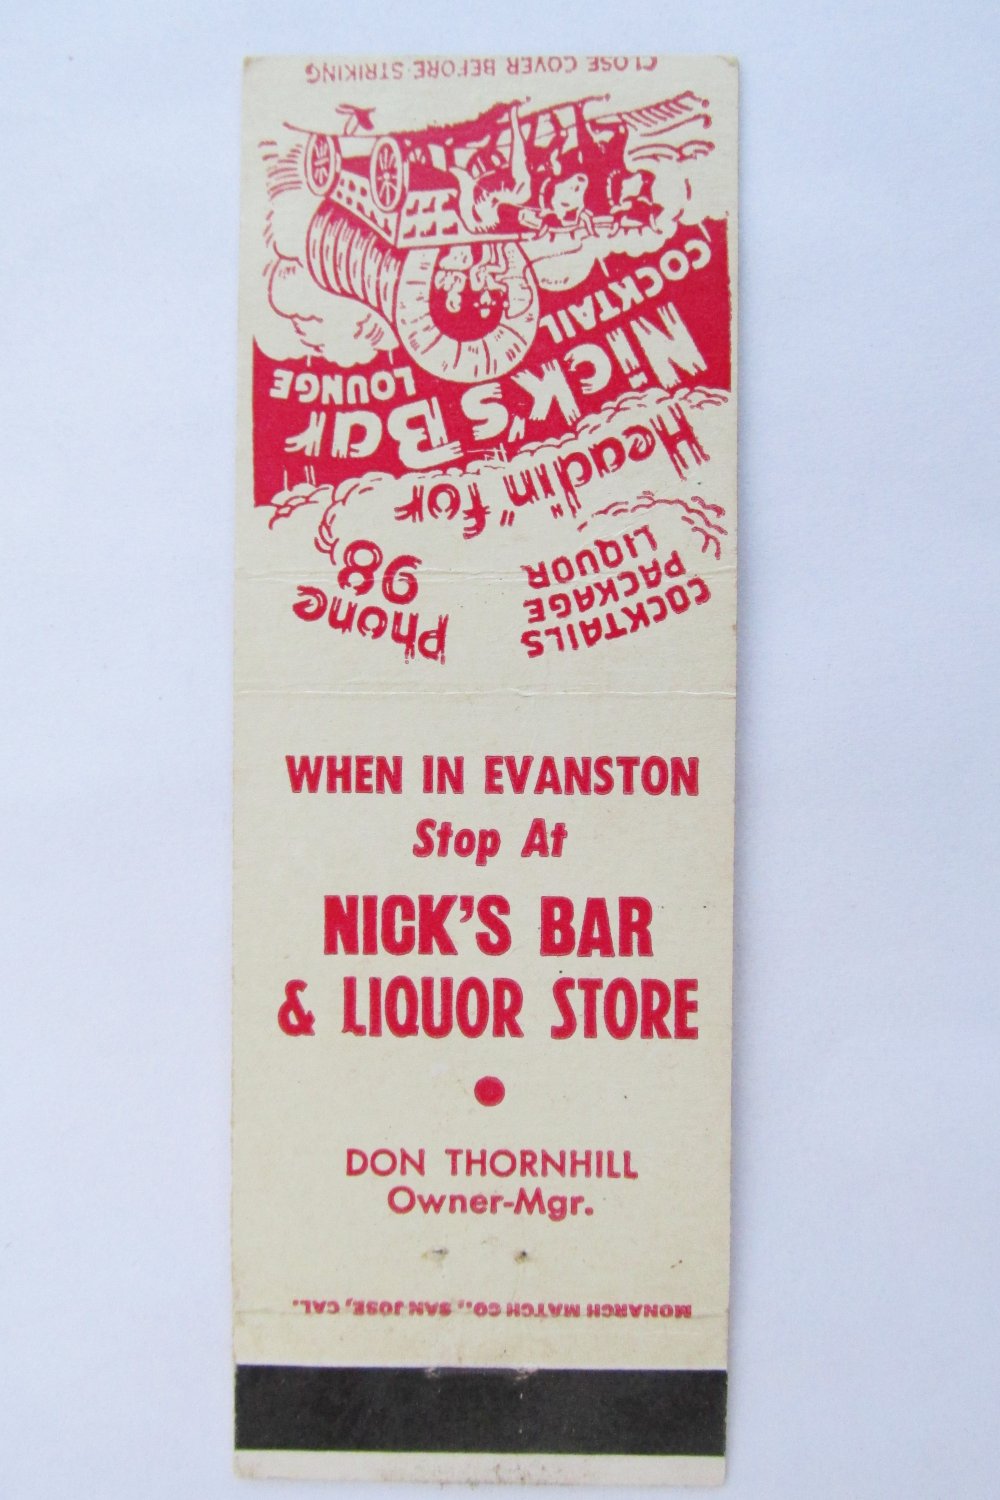 CLOSE COVER BEFORE STRIKING
COCKTAILS
PACKAGE
LIQUOR
Phone
98
"Headin" for
Nick's Bar
COCKTAIL LOUNGE
WHEN IN EVANSTON
Stop At
NICK'S BAR
& LIQUOR STORE
DON THORNHILL
Owner-Mgr.
MONARCH MATCH CO., SAN JOSE, CAL.